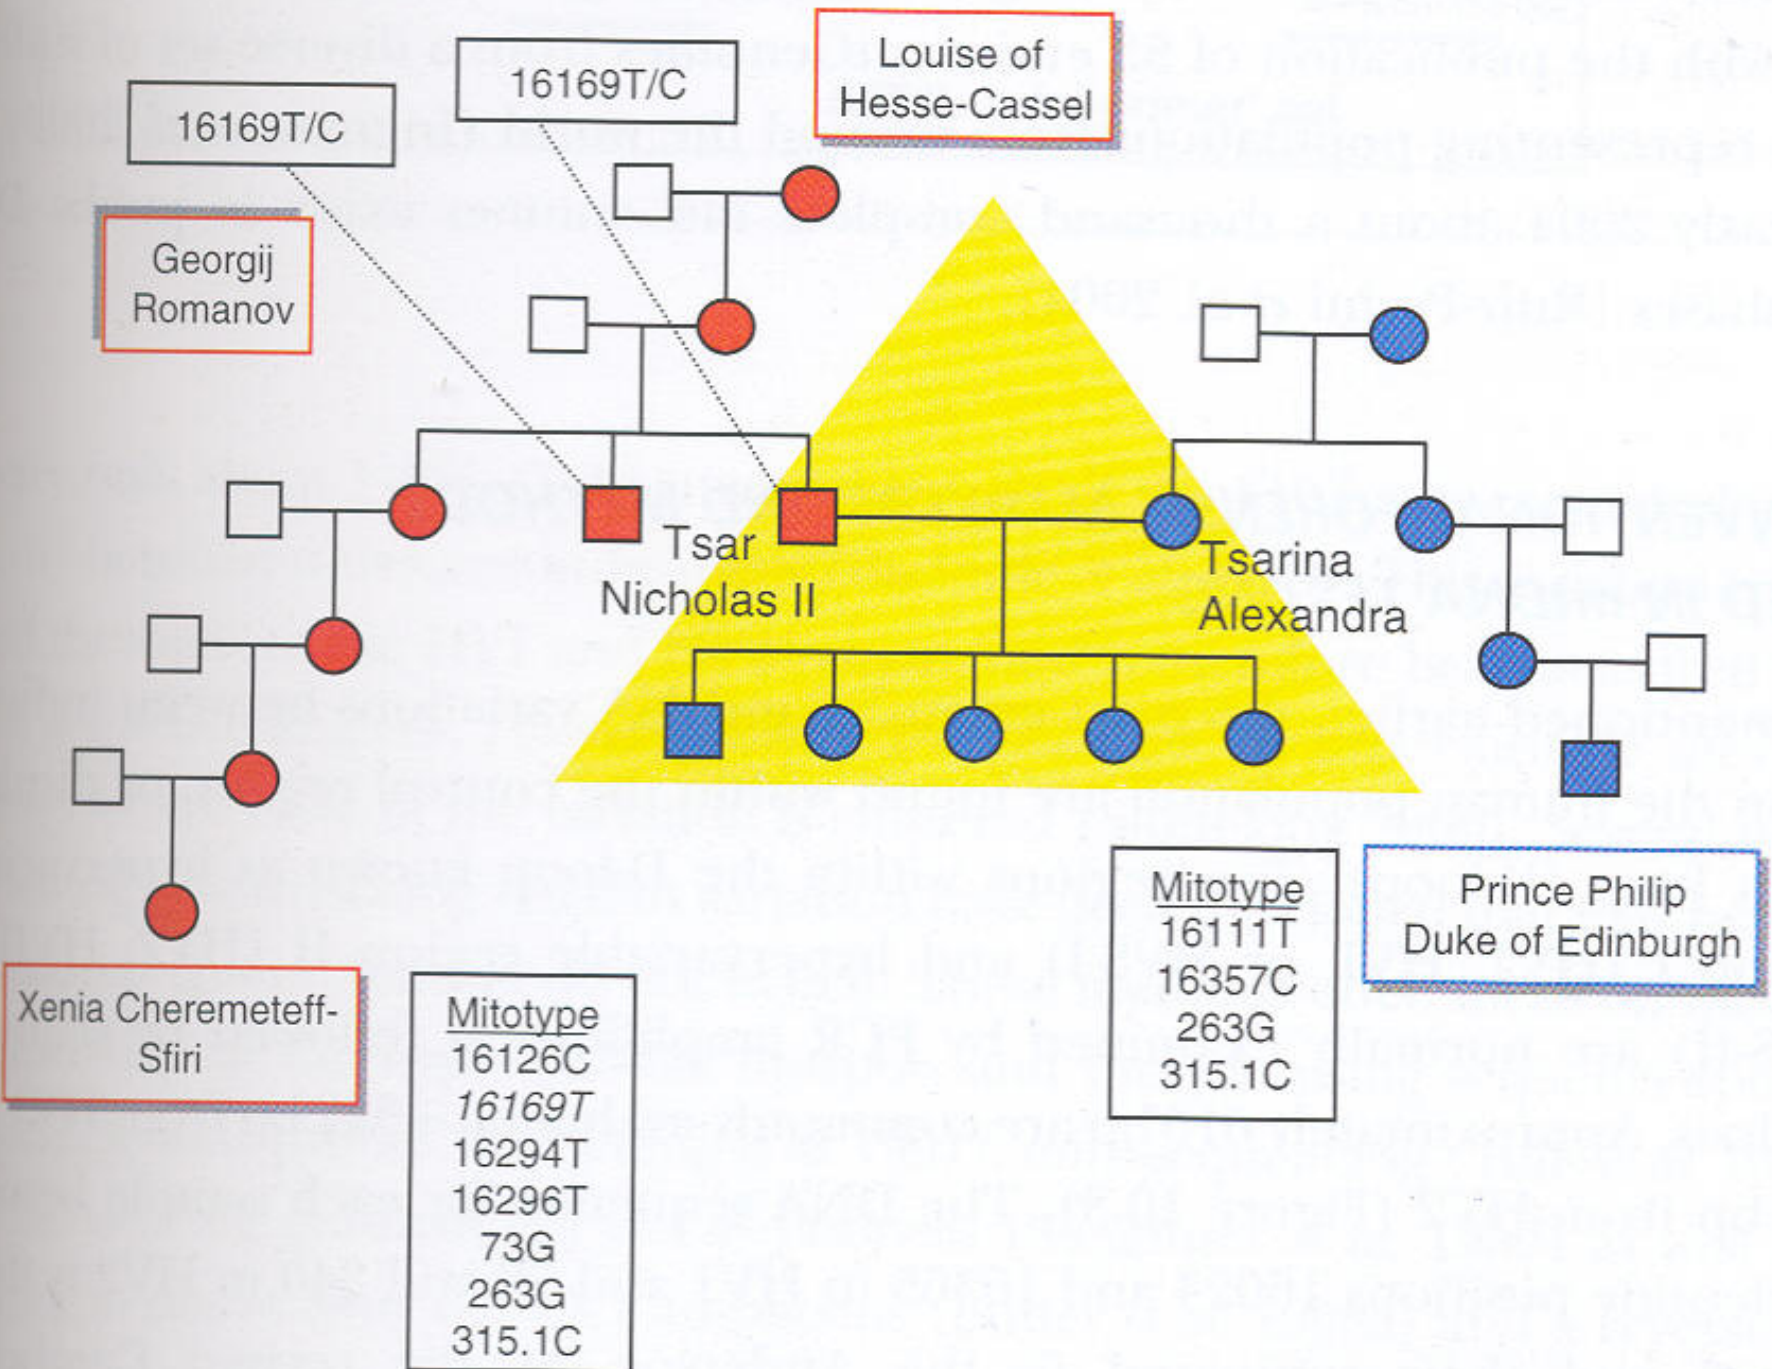 16169T/C
16169T/C
Louise of
Hesse-Cassel
Georgij
Romanov
Tsar
Nicholas II
Tsarina
Alexandra
Xenia Cheremeteff-
Sfiri
Mitotype
16126C
16169T
16294T
16296T
73G
263G
315.1C
Mitotype
16111T
16357C
263G
315.1C
Prince Philip
Duke of Edinburgh